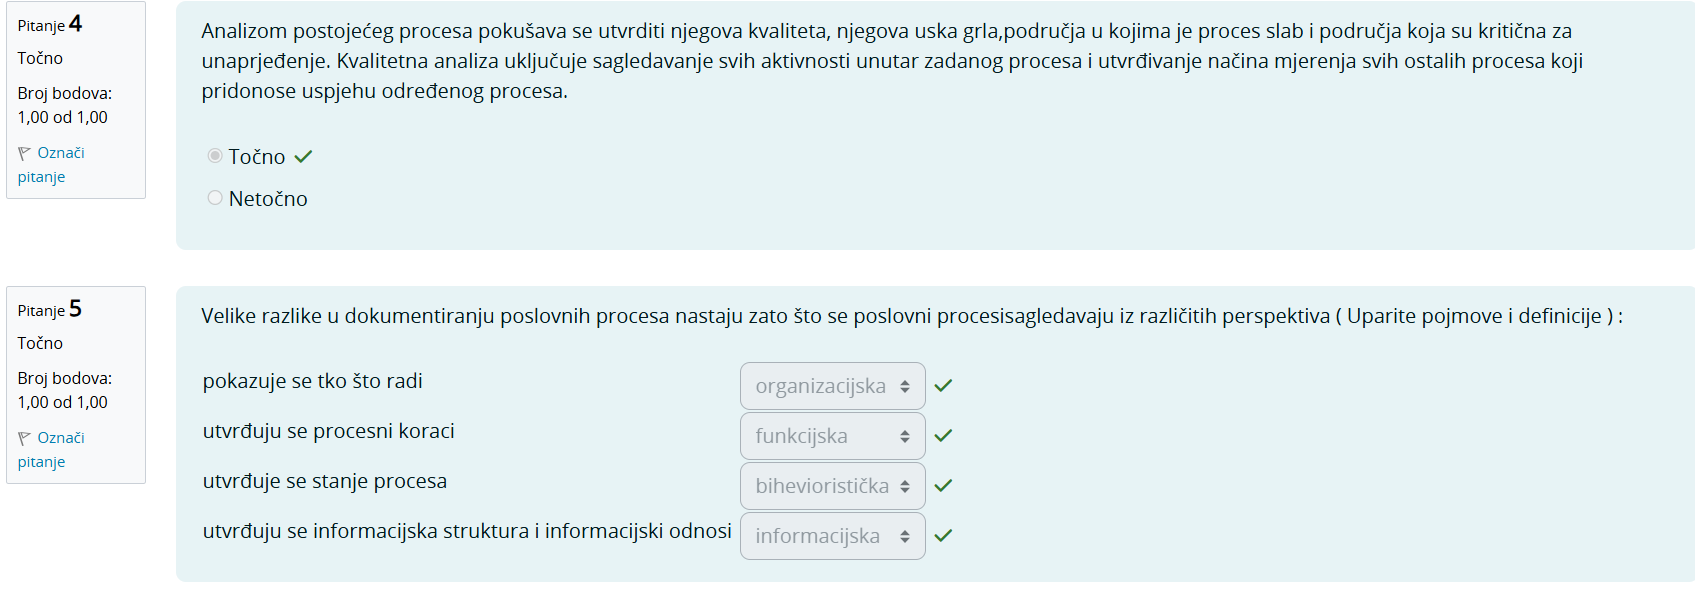 Pitanje 4
Točno
Broj bodova:
1,00 od 1,00
Označi
pitanje
Analizom postojećeg procesa pokušava se utvrditi njegova kvaliteta, njegova uska grla,područja u kojima je proces slab i područja koja su kritična za
unaprjeđenje. Kvalitetna analiza uključuje sagledavanje svih aktivnosti unutar zadanog procesa i utvrđivanje načina mjerenja svih ostalih procesa koji
pridonose uspjehu određenog procesa.
Točno
Netočno
Pitanje 5
Točno
Broj bodova:
1,00 od 1,00
Označi
pitanje
Velike razlike u dokumentiranju poslovnih procesa nastaju zato što se poslovni procesisagledavaju iz različitih perspektiva ( Uparite pojmove i definicije ) :
pokazuje se tko što radi organizacijska
utvrđuju se procesni koraci funkcijska
utvrđuje se stanje procesa bihevioristička
utvrđuju se informacijska struktura i informacijski odnosi informacijska